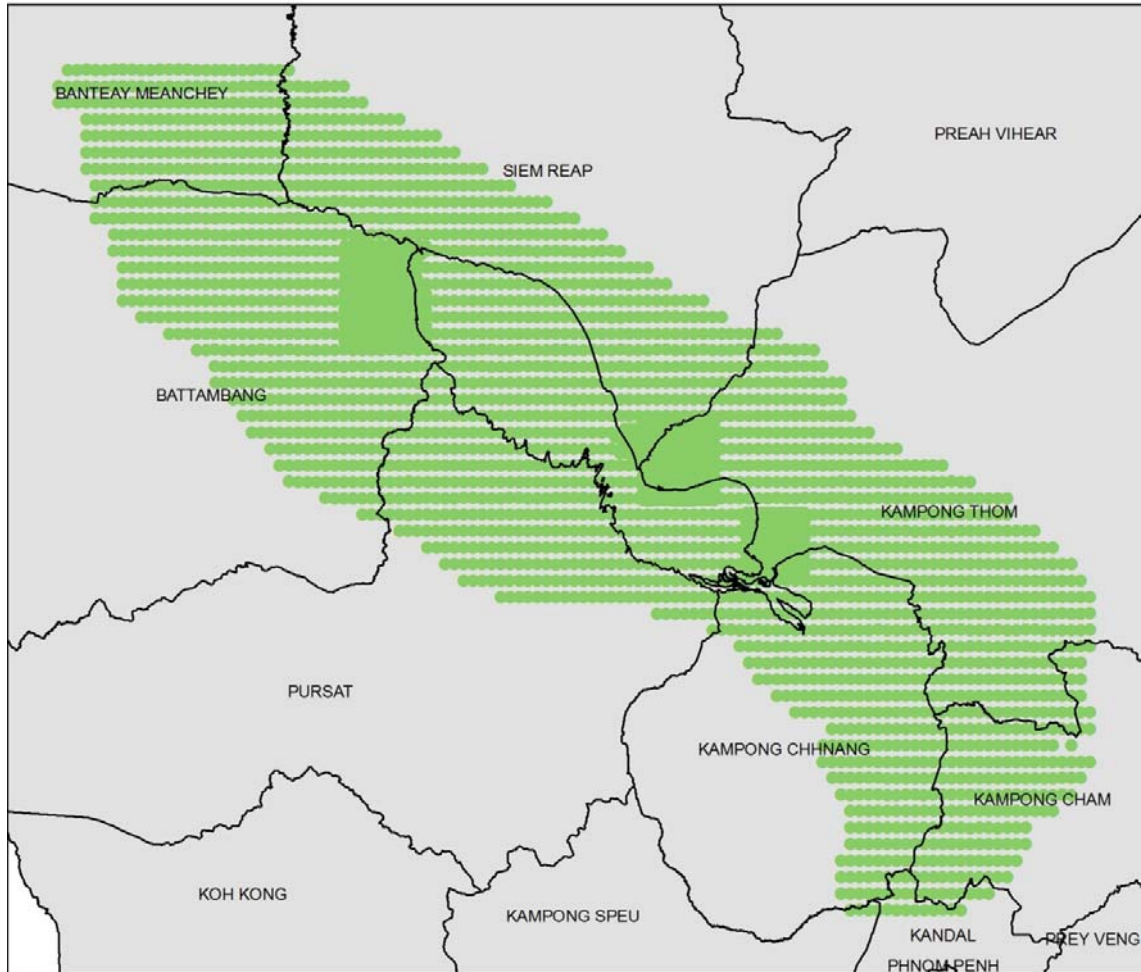 BANTEAY MEANCHEY
PREAH VIHEAR
SIEM REAP
BATTAMBANG
KAMPONG THOM
PURSAT
KAMPONG CHHNANG
KAMPONG CHAM
KOH KONG
KAMPONG SPEU
KANDAL
PREY VENG
PHNOM PENH